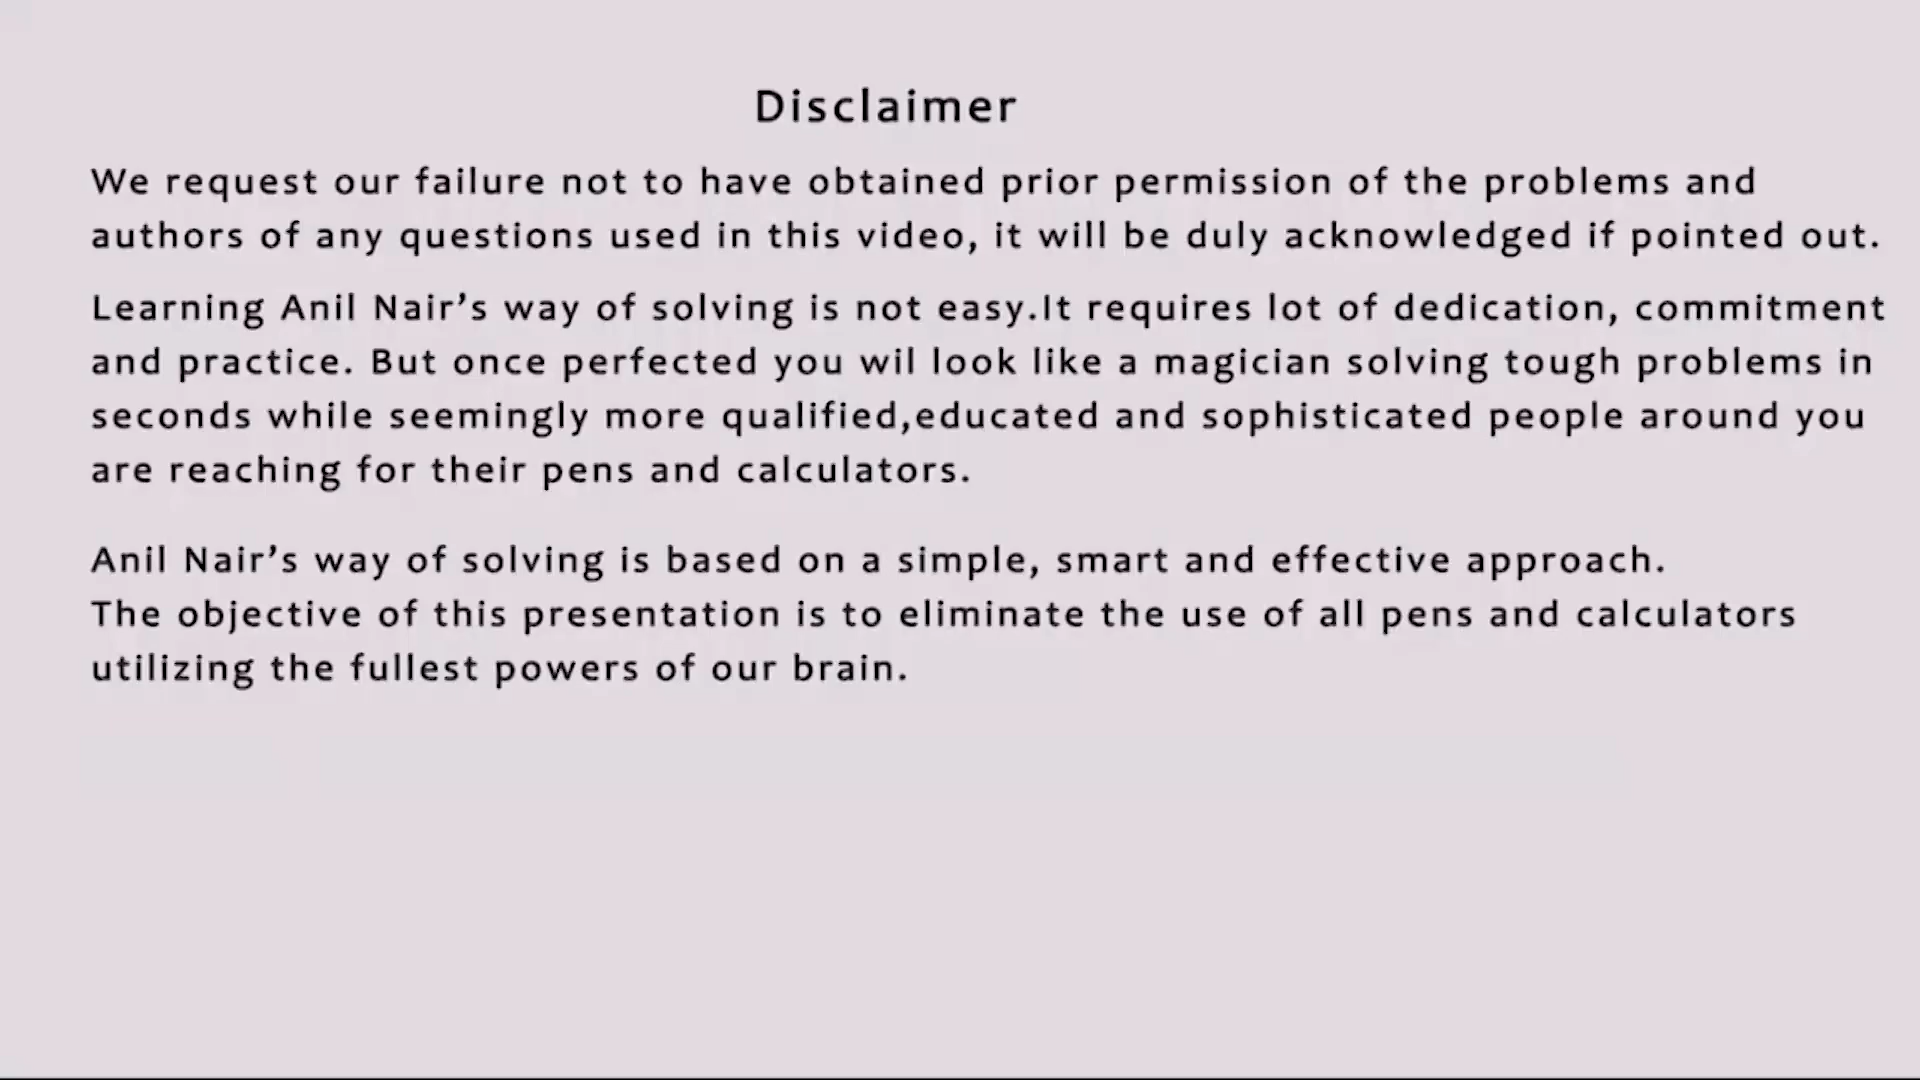 Disclaimer
We request our failure not to have obtained prior permission of the problems and
authors of any questions used in this video, it will be duly acknowledged if pointed out.
Learning Anil Nair’s way of solving is not easy.It requires lot of dedication, commitment
and practice. But once perfected you wil look like a magician solving tough problems in
seconds while seemingly more qualified,educated and sophisticated people around you
are reaching for their pens and calculators.
Anil Nair’s way of solving is based on a simple, smart and effective approach.
The objective of this presentation is to eliminate the use of all pens and calculators
utilizing the fullest powers of our brain.